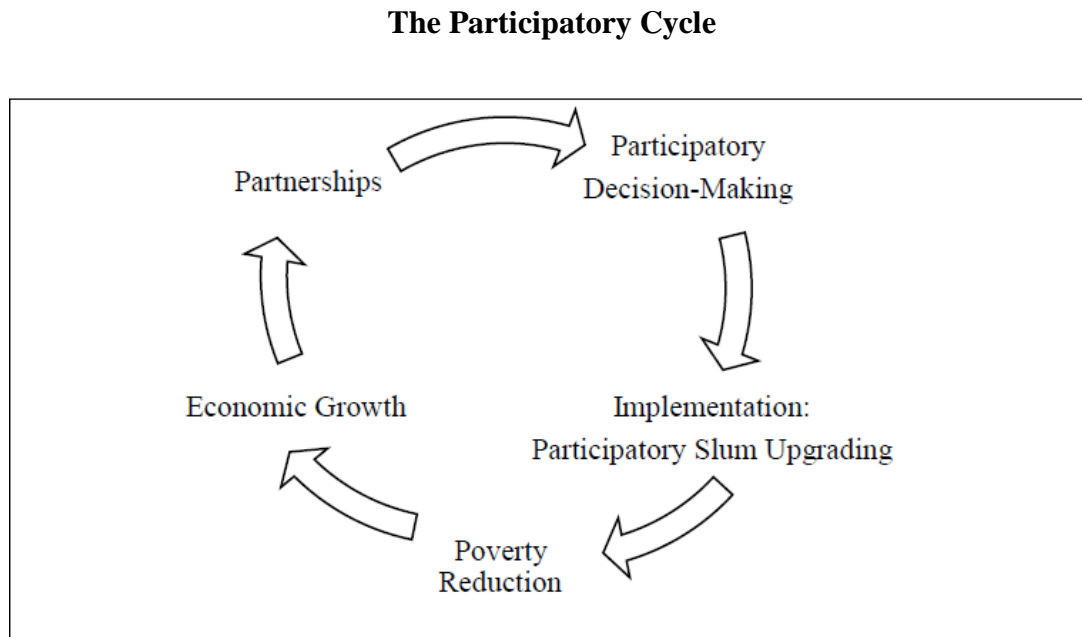 The Participatory Cycle
Partnerships
Participatory
Decision-Making
Implementation:
Participatory Slum Upgrading
Poverty
Reduction
Economic Growth